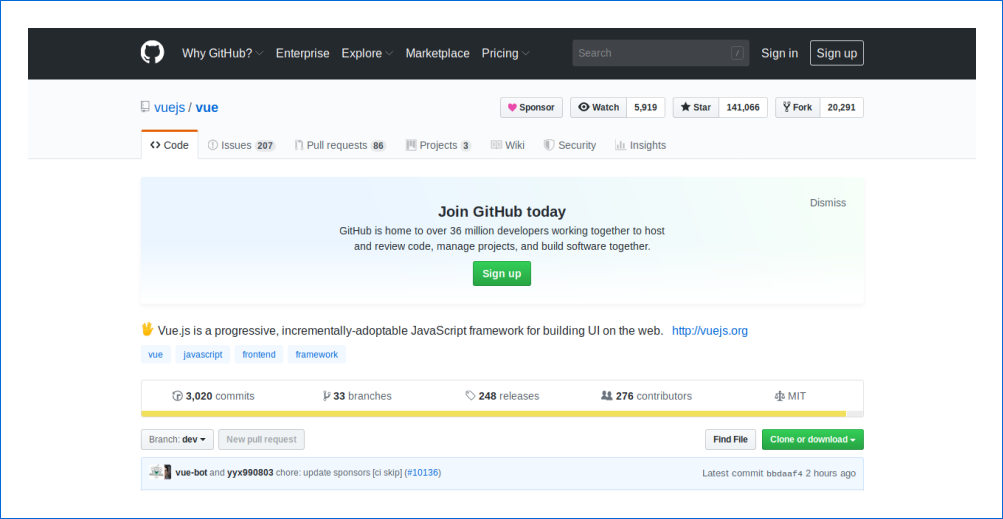 Why GitHub? Enterprise Explore Marketplace Pricing Search / Sign in Sign up
vuejs / vue Sponsor Watch 5,919 Star 141,066 Fork 20,291
Code Issues 207 Pull requests 86 Projects 3 Wiki Security Insights
Dismiss
Join GitHub today
GitHub is home to over 36 million developers working together to host
and review code, manage projects, and build software together.
Sign up
Vue.js is a progressive, incrementally-adoptable JavaScript framework for building UI on the web. http://vuejs.org
vue javascript frontend framework
3,020 commits 33 branches 248 releases 276 contributors MIT
Branch: dev New pull request Find File Clone or download
vue-bot and yyx990803 chore: update sponsors [ci skip] (#10136) Latest commit bbdaaf4 2 hours ago